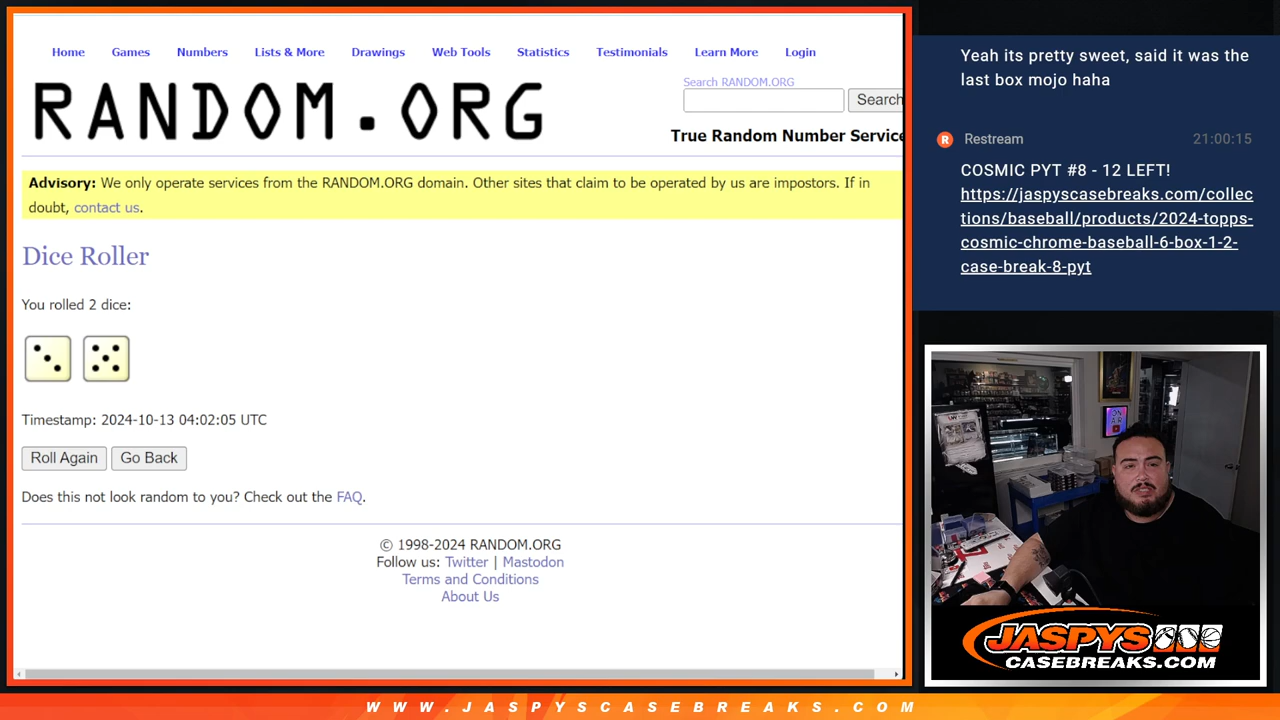 Home Games Numbers Lists & More Drawings Web Tools Statistics Testimonials Learn More Login
RANDOM.ORG
Search RANDOM.ORG
Search
True Random Number Service
Advisory: We only operate services from the RANDOM.ORG domain. Other sites that claim to be operated by us are impostors. If in
doubt, contact us.
Dice Roller
You rolled 2 dice:
Timestamp: 2024-10-13 04:02:05 UTC
Roll Again Go Back
Does this not look random to you? Check out the FAQ.
© 1998-2024 RANDOM.ORG
Follow us: Twitter | Mastodon
Terms and Conditions
About Us
Yeah its pretty sweet, said it was the
last box mojo haha
R Restream 21:00:15
COSMIC PYT #8 - 12 LEFT!
https://jaspyscasebreaks.com/collec
tions/baseball/products/2024-topps-
cosmic-chrome-baseball-6-box-1-2-
case-break-8-pyt
ON
AIR
JASPYS
CASEBREAKS.COM
WWW.JASPYSCASEBREAKS.COM